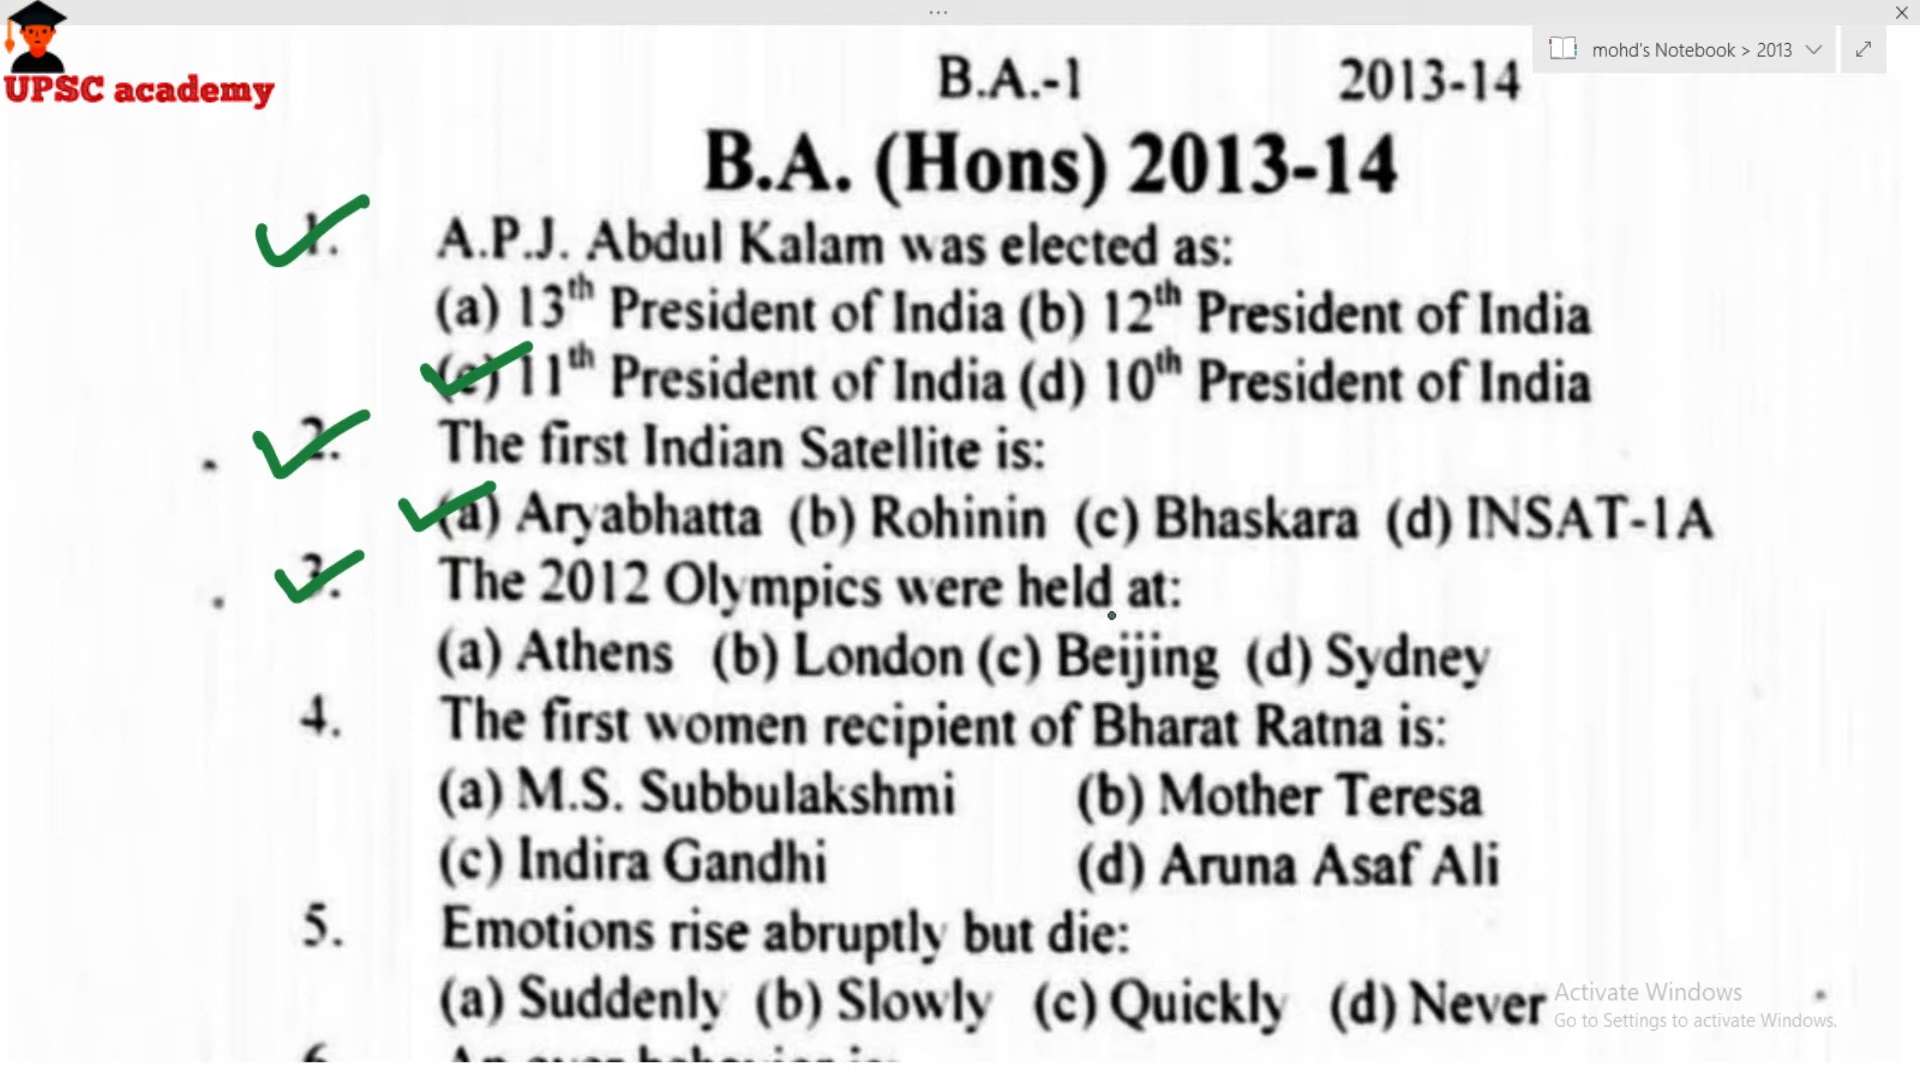 UPSC academy
mohd's Notebook > 2013
B.A.-1 2013-14
B.A. (Hons) 2013-14
1. A.P.J. Abdul Kalam was elected as:
(a) 13th President of India (b) 12th President of India
(c) 11th President of India (d) 10th President of India
2. The first Indian Satellite is:
(a) Aryabhatta (b) Rohinin (c) Bhaskara (d) INSAT-1A
3. The 2012 Olympics were held at:
(a) Athens (b) London (c) Beijing (d) Sydney
4. The first women recipient of Bharat Ratna is:
(a) M.S. Subbulakshmi (b) Mother Teresa
(c) Indira Gandhi (d) Aruna Asaf Ali
5. Emotions rise abruptly but die:
(a) Suddenly (b) Slowly (c) Quickly (d) Never
Activate Windows
Go to Settings to activate Windows.